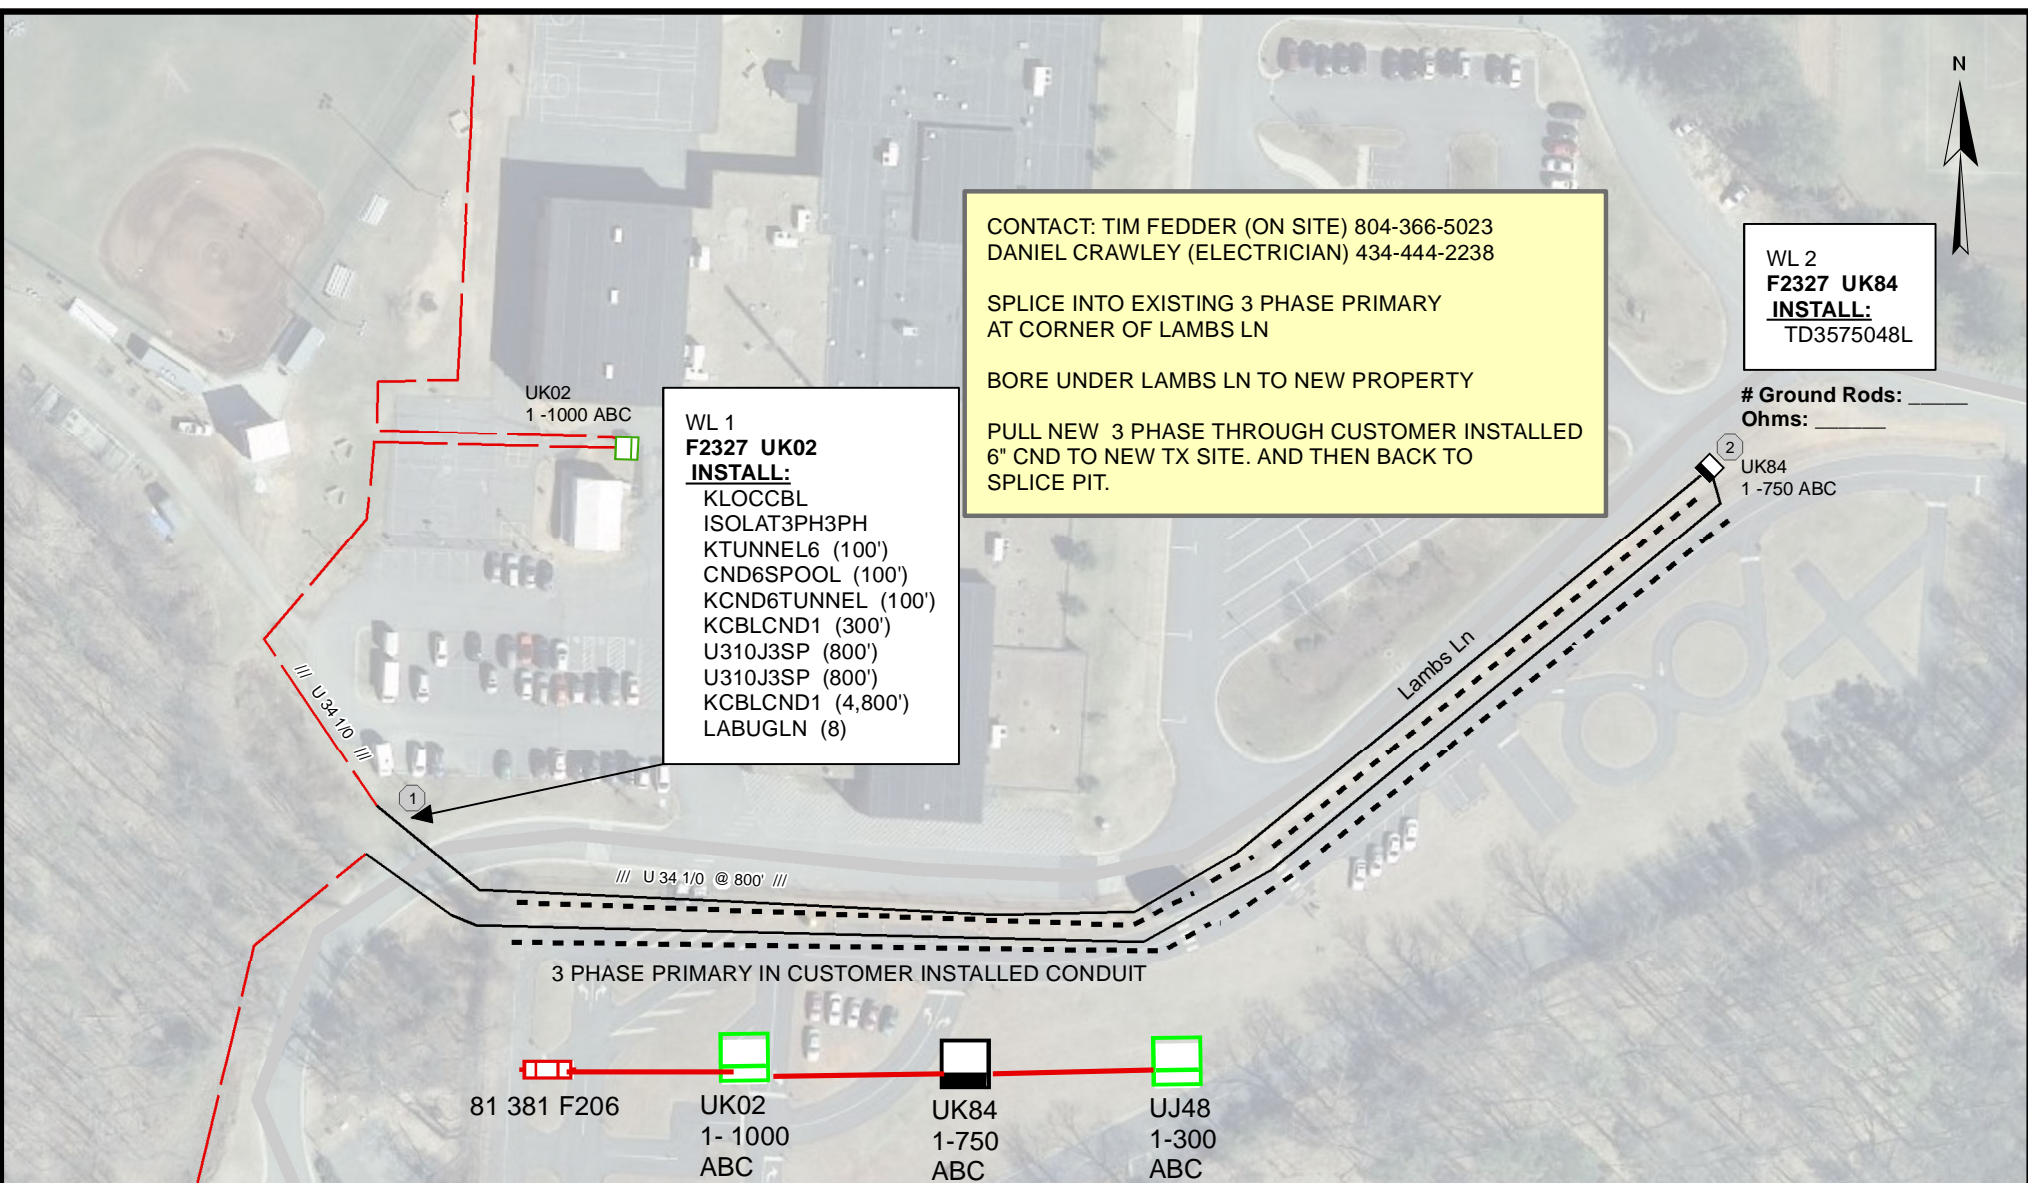 N
CONTACT: TIM FEDDER (ON SITE) 804-366-5023
DANIEL CRAWLEY (ELECTRICIAN) 434-444-2238
SPLICE INTO EXISTING 3 PHASE PRIMARY
AT CORNER OF LAMBS LN
BORE UNDER LAMBS LN TO NEW PROPERTY
PULL NEW 3 PHASE THROUGH CUSTOMER INSTALLED
6" CND TO NEW TX SITE. AND THEN BACK TO
SPLICE PIT.
WL 2
F2327 UK84
INSTALL:
TD3575048L
# Ground Rods: _____
Ohms: ______
2
UK84
1 -750 ABC
UK02
1 -1000 ABC
WL 1
F2327 UK02
INSTALL:
KLOCCBL
ISOLAT3PH3PH
KTUNNEL6 (100')
CND6SPOOL (100')
KCND6TUNNEL (100')
KCBLCND1 (300')
U310J3SP (800')
U310J3SP (800')
KCBLCND1 (4,800')
LABUGLN (8)
/// U 34 1/0 ///
1
Lambs Ln
/// U 34 1/0 @ 800' ///
3 PHASE PRIMARY IN CUSTOMER INSTALLED CONDUIT
81 381 F206
UK02
1- 1000
ABC
UK84
1-750
ABC
UJ48
1-300
ABC